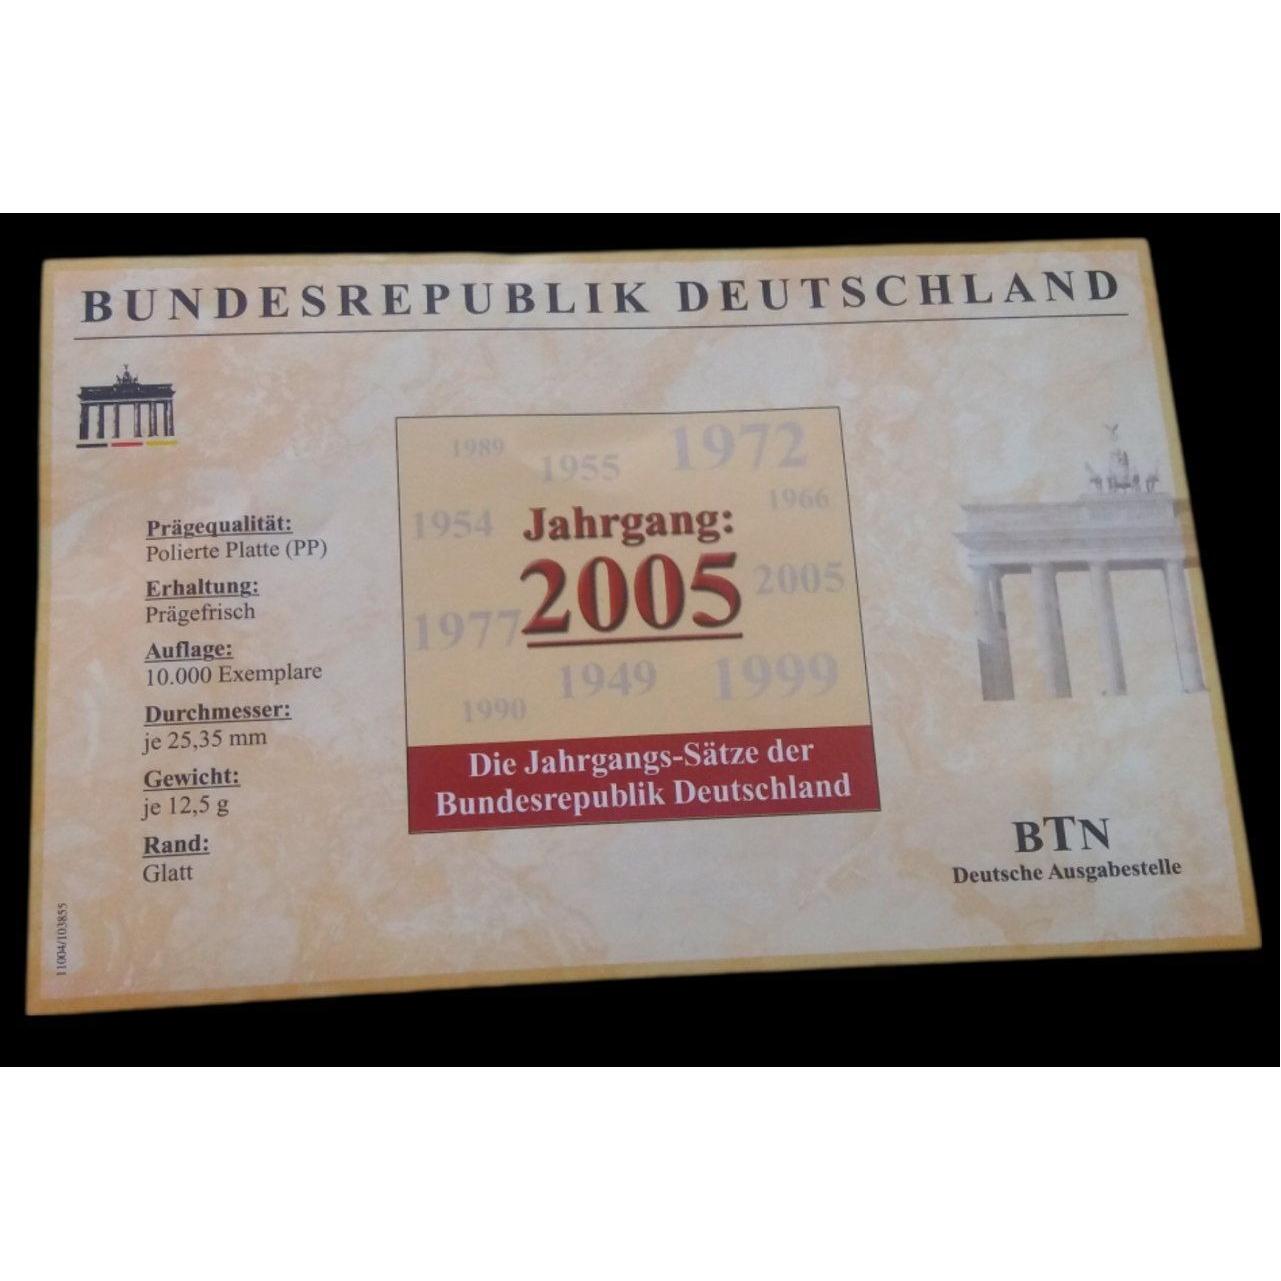 BUNDESREPUBLIK DEUTSCHLAND
Prägequalität:
Polierte Platte (PP)
Erhaltung:
Prägefrisch
Auflage:
10.000 Exemplare
Durchmesser:
je 25,35 mm
Gewicht:
je 12,5 g
Rand:
Glatt
11004/103855
1989
1955
1972
1966
1954
Jahrgang:
2005
2005
1977
1949
1999
1990
Die Jahrgangs-Sätze der
Bundesrepublik Deutschland
BTN
Deutsche Ausgabestelle